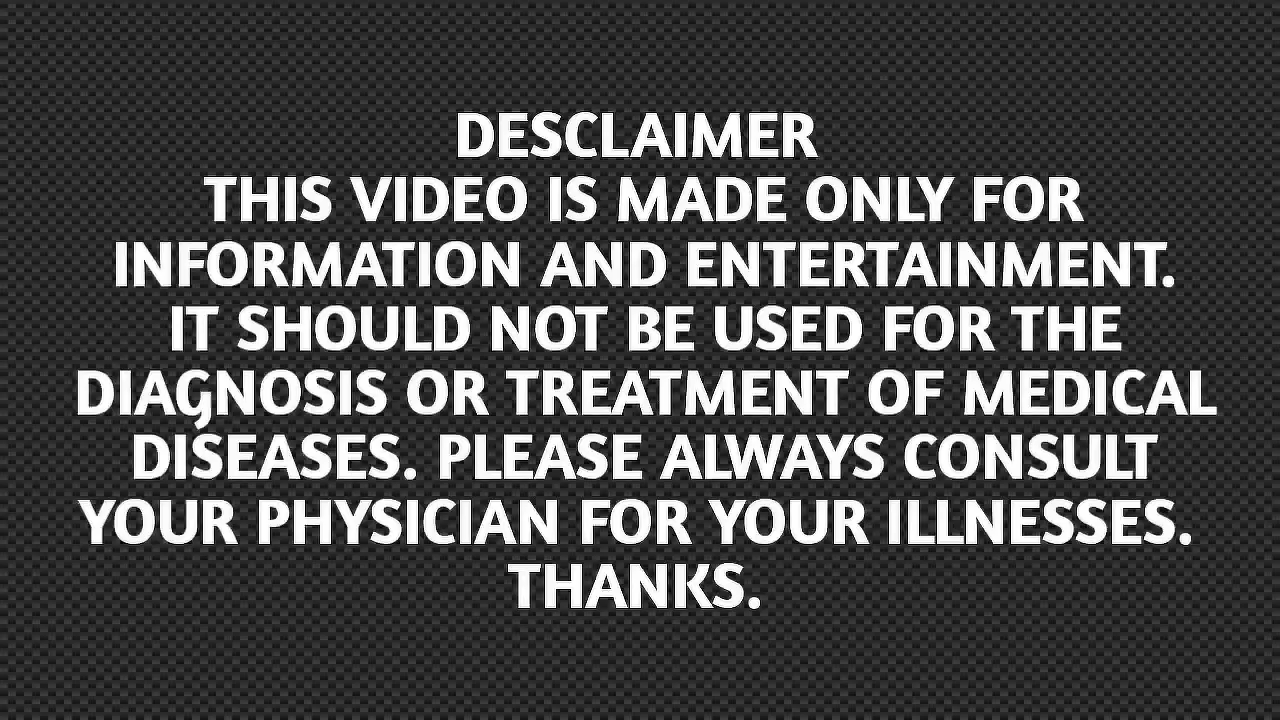 DESCLAIMER
THIS VIDEO IS MADE ONLY FOR
INFORMATION AND ENTERTAINMENT.
IT SHOULD NOT BE USED FOR THE
DIAGNOSIS OR TREATMENT OF MEDICAL
DISEASES. PLEASE ALWAYS CONSULT
YOUR PHYSICIAN FOR YOUR ILLNESSES.
THANKS.